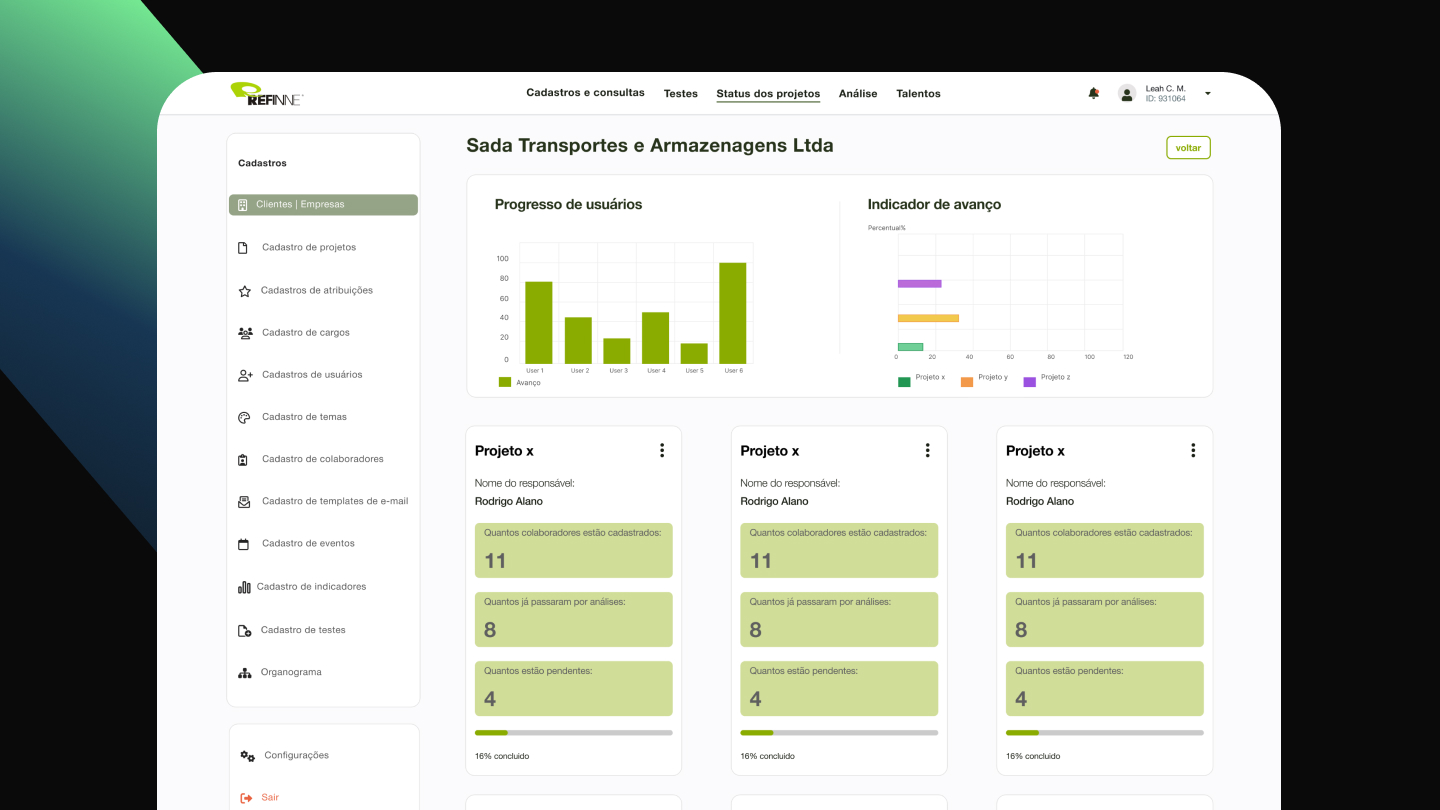 REFINNE
Cadastros e consultas
Testes
Status dos projetos
Análise
Talentos
Leah C. M.
ID: 931064
Cadastros
Clientes | Empresas
Cadastro de projetos
Cadastros de atribuições
Cadastro de cargos
Cadastros de usuários
Cadastro de temas
Cadastro de colaboradores
Cadastro de templates de e-mail
Cadastro de eventos
Cadastro de indicadores
Cadastro de testes
Organograma
Configurações
Sair
Sada Transportes e Armazenagens Ltda
voltar
Progresso de usuários
100
80
60
40
20
0
User 1
User 2
User 3
User 4
User 5
User 6
Avanço
Indicador de avanço
Percentual%
0
20
40
60
80
100
120
Projeto x
Projeto y
Projeto z
Projeto x
Nome do responsável:
Rodrigo Alano
Quantos colaboradores estão cadastrados:
11
Quantos já passaram por análises:
8
Quantos estão pendentes:
4
16% concluido
Projeto x
Nome do responsável:
Rodrigo Alano
Quantos colaboradores estão cadastrados:
11
Quantos já passaram por análises:
8
Quantos estão pendentes:
4
16% concluido
Projeto x
Nome do responsável:
Rodrigo Alano
Quantos colaboradores estão cadastrados:
11
Quantos já passaram por análises:
8
Quantos estão pendentes:
4
16% concluido